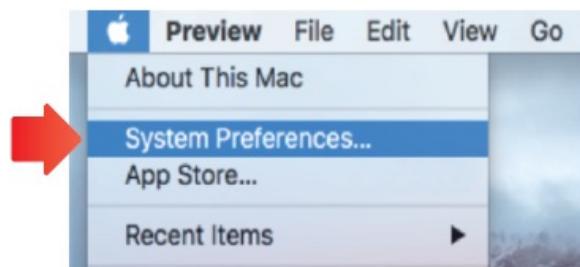 Preview File Edit View Go
About This Mac
System Preferences...
App Store...
Recent Items